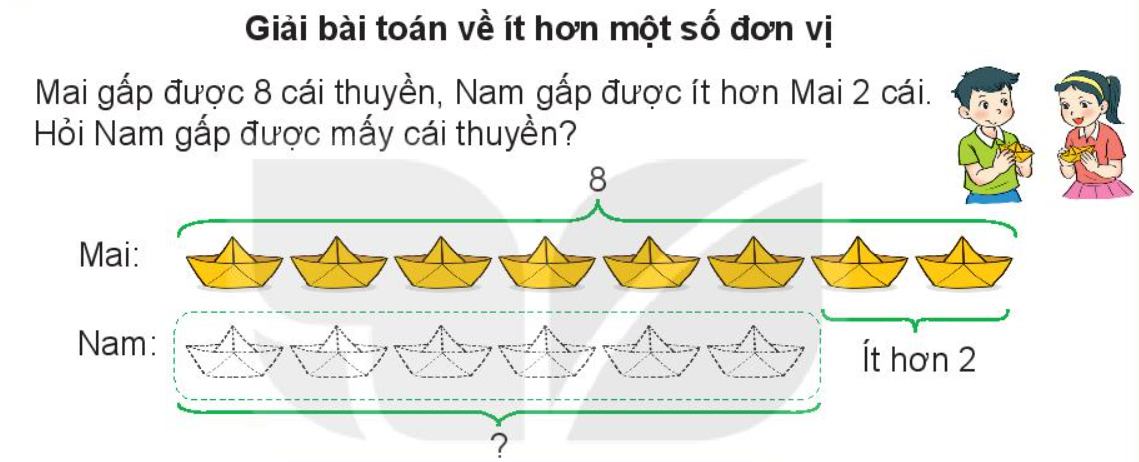 Giải bài toán về ít hơn một số đơn vị
Mai gấp được 8 cái thuyền, Nam gấp được ít hơn Mai 2 cái.
Hỏi Nam gấp được mấy cái thuyền?
8
Mai:
Nam:
Ít hơn 2
?